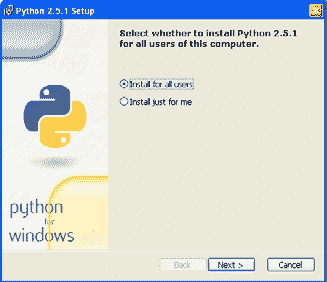 Python 2.5.1 Setup
Select whether to install Python 2.5.1
for all users of this computer.
Install for all users
Install just for me
python
for
windows
Back
Next >
Cancel